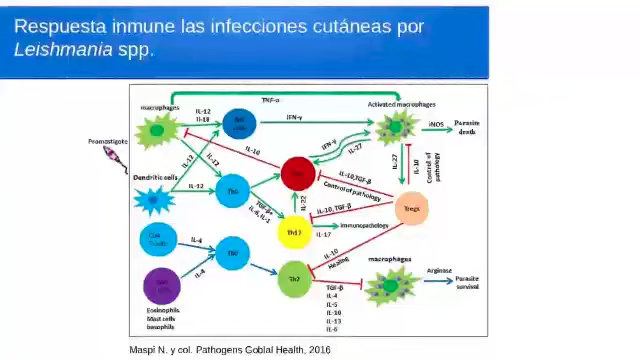 Respuesta inmune las infecciones cutáneas por
Leishmania spp.
TNF-α
macrophages
IL-12
IL-18
IFN-γ
Activated macrophages
iNOS
Parasite
death
Promastigote
IL-10
IFN-γ
IL-27
IL-12
IL-12
IL-27
IL-10
Control of
pathology
Dendritic cells
IL-12
Th0
IL-10,TGF-β
Control of pathology
TGF-β+
IL-6, IL-1
IL-22
IL-10, TGF-β
Tregs
Th17
IL-17
Immunopathology
IL-4
IL-4
Th2
IL-10
Healing
macrophages
Arginase
Parasite
survival
TGF-β
IL-4
IL-5
IL-10
IL-13
IL-6
Eosinophils
Mast cells
basophils
Maspi N. y col. Pathogens Goblal Health, 2016